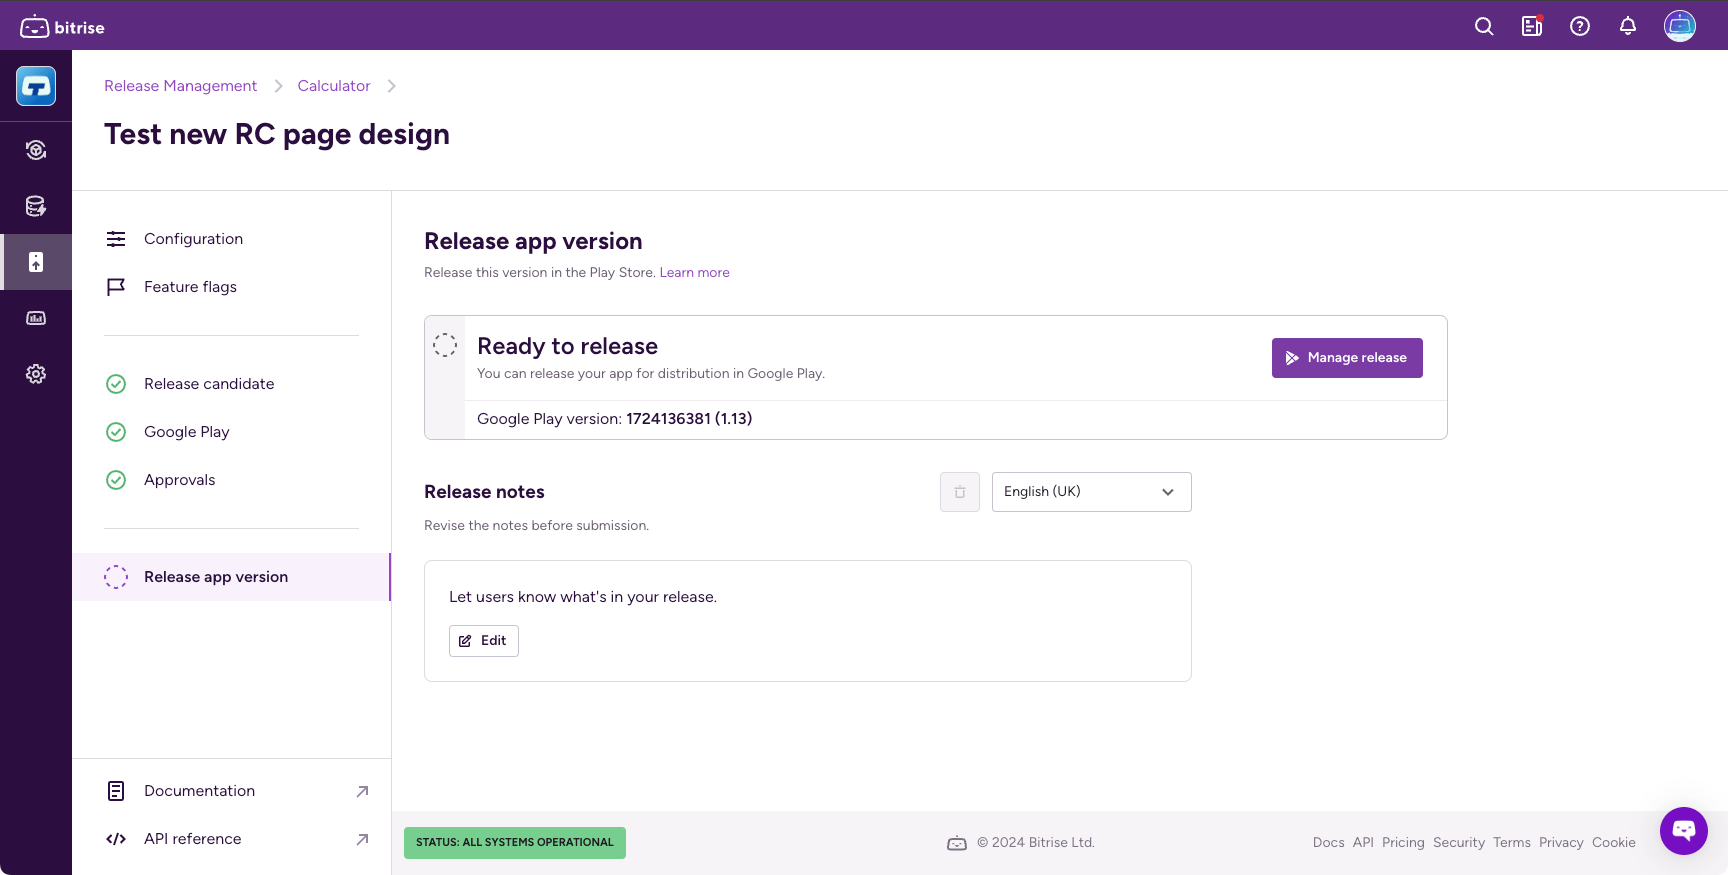 bitrise
Release Management
Calculator
Test new RC page design
Configuration
Feature flags
Release candidate
Google Play
Approvals
Release app version
Documentation
API reference
Release app version
Release this version in the Play Store. Learn more
Ready to release
You can release your app for distribution in Google Play.
Manage release
Google Play version: 1724136381 (1.13)
Release notes
English (UK)
Revise the notes before submission.
Let users know what's in your release.
Edit
STATUS: ALL SYSTEMS OPERATIONAL
© 2024 Bitrise Ltd.
Docs API Pricing Security Terms Privacy Cookie